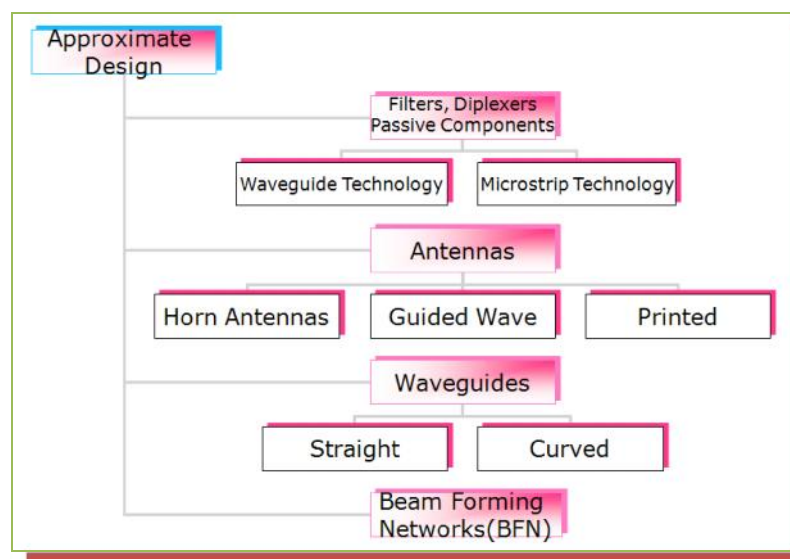 Approximate
Design
Filters, Diplexers
Passive Components
Waveguide Technology
Microstrip Technology
Antennas
Horn Antennas
Guided Wave
Printed
Waveguides
Straight
Curved
Beam Forming
Networks(BFN)